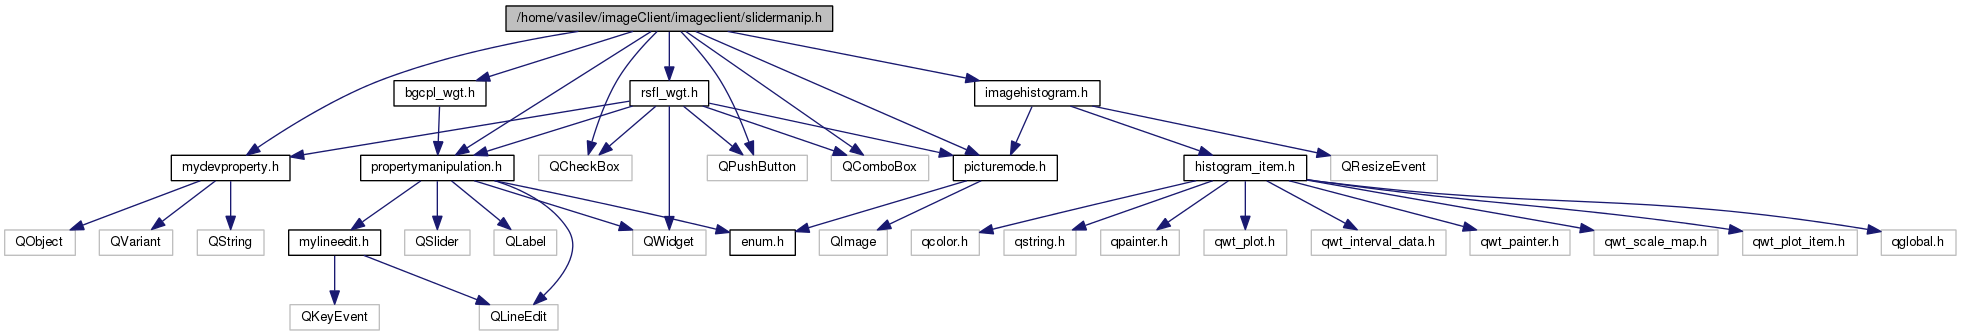 /home/vasilev/imageClient/imageclient/slidermanip.h
bgcpl_wgt.h
rsfl_wgt.h
imagehistogram.h
mydevproperty.h
propertymanipulation.h
QCheckBox
QPushButton
QComboBox
picturemode.h
histogram_item.h
QResizeEvent
QObject
QVariant
QString
mylineedit.h
QSlider
QLabel
QWidget
enum.h
QImage
qcolor.h
qstring.h
qpainter.h
qwt_plot.h
qwt_interval_data.h
qwt_painter.h
qwt_scale_map.h
qwt_plot_item.h
qglobal.h
QKeyEvent
QLineEdit